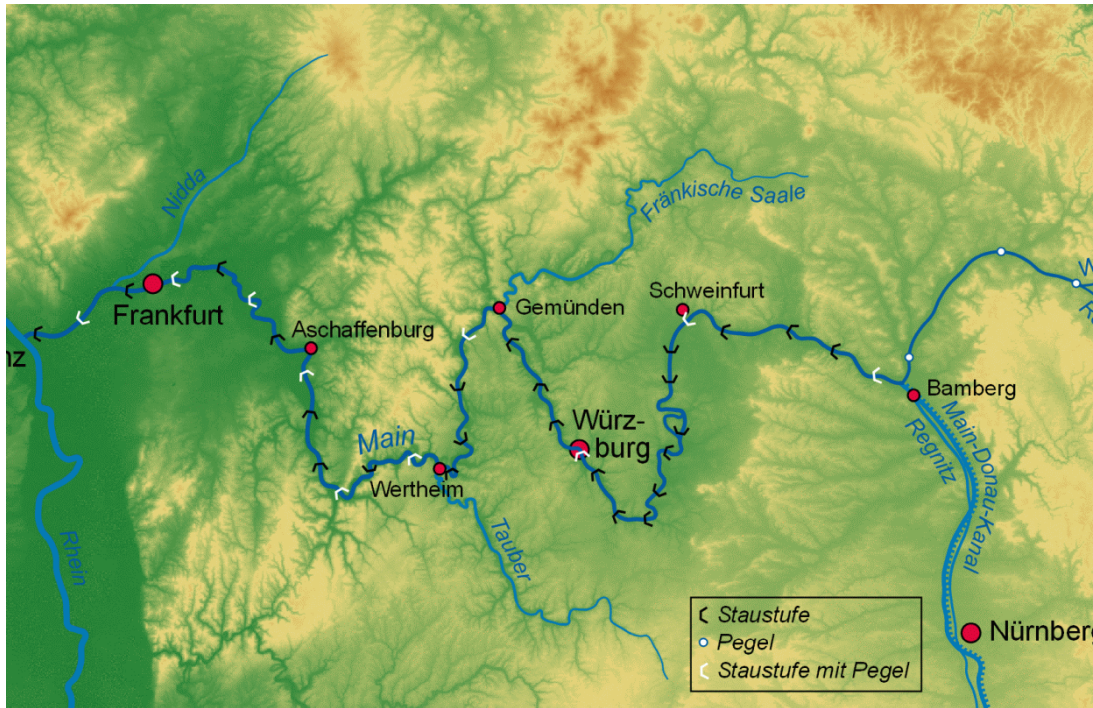 Nidda
Fränkische Saale
Frankfurt
Aschaffenburg
Gemünden
Schweinfurt
nz
Bamberg
Main
Würz-
burg
Wertheim
Main-Donau-Kanal
Regnitz
Tauber
Rhein
Staustufe
Pegel
Staustufe mit Pegel
Nürnberg